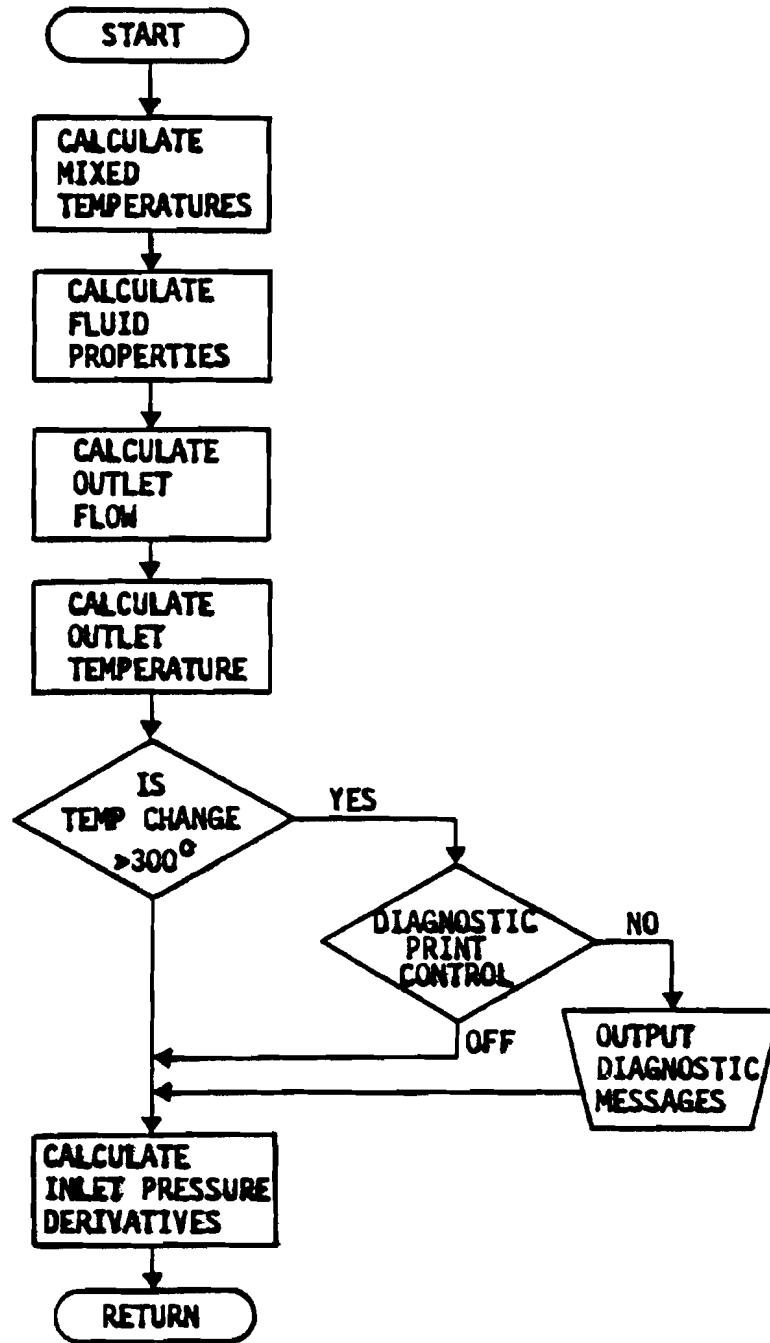 START
CALCULATE
MIXED
TEMPERATURES
CALCULATE
FLUID
PROPERTIES
CALCULATE
OUTLET
FLOW
CALCULATE
OUTLET
TEMPERATURE
IS
TEMP CHANGE
>300°
YES
DIAGNOSTIC
PRINT
CONTROL
NO
OFF
OUTPUT
DIAGNOSTIC
MESSAGES
CALCULATE
INLET PRESSURE
DERIVATIVES
RETURN